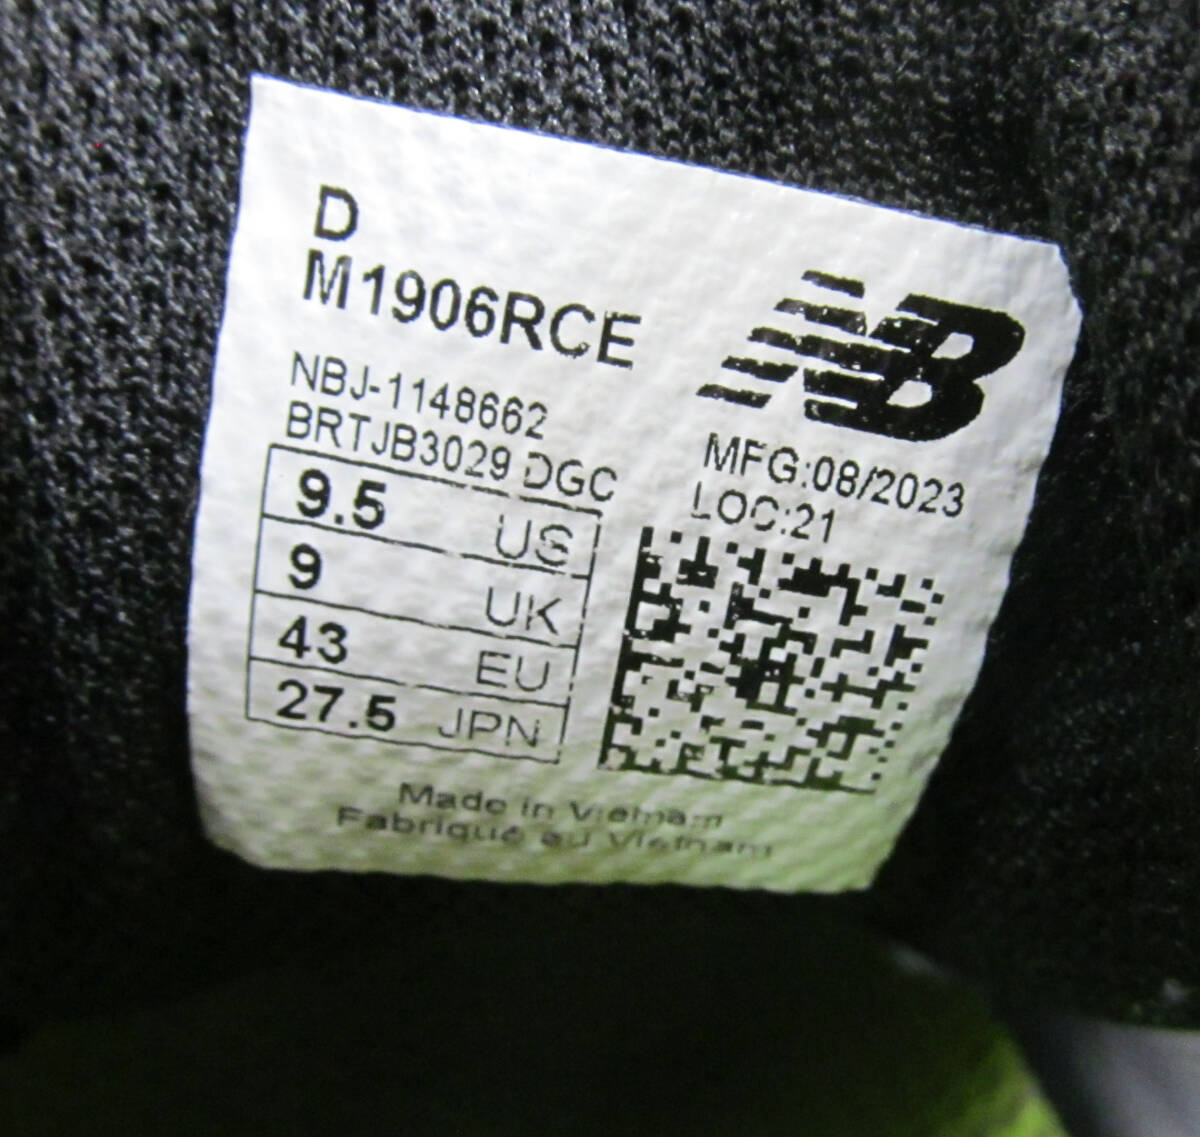 D
M1906RCE
NBJ-1148662
BRTJB3029 DGC
9.5 US
9 UK
43 EU
27.5 JPN
NB
MFG:08/2023
LOC:21
Made in Vietnam
Fabriqué au Vietnam